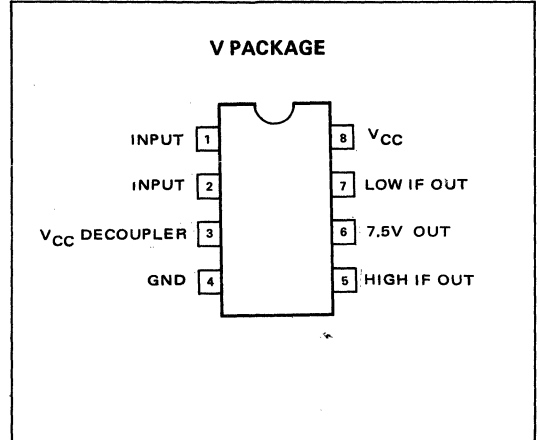 V PACKAGE
INPUT 1
8 VCC
INPUT 2
7 LOW IF OUT
VCC DECOUPLER 3
6 7.5V OUT
GND 4
5 HIGH IF OUT